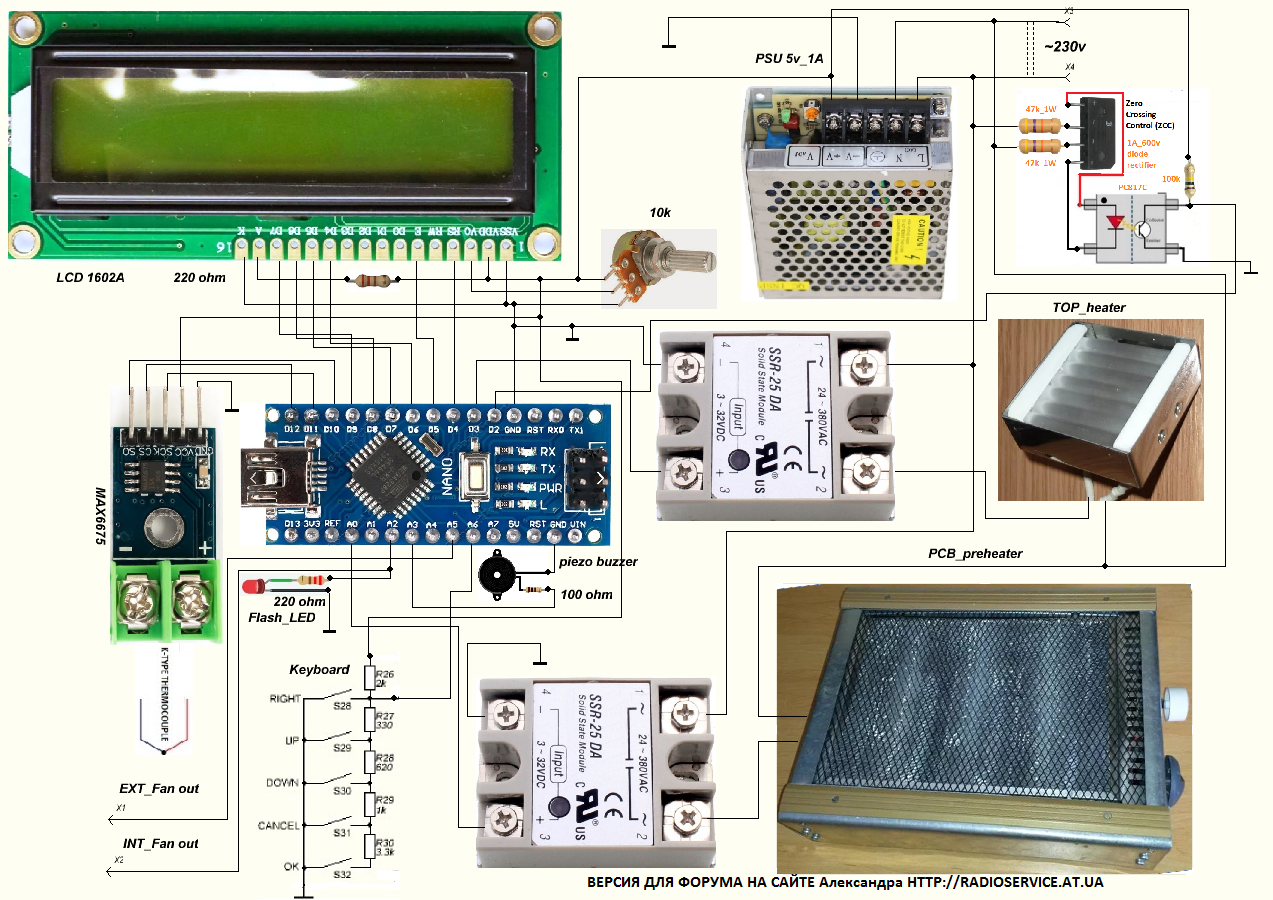 X3
PSU 5v_1A
~230v
X4
Zero
Crossing
Control (ZCC)
47k_1W
1A_600v
diode
rectifier
47k_1W
100k
PC817C
Collector
Emitter
V ADJ
+V
-V
N
L
CAUTION
10k
16
K
A
D7
D6
D5
D4
D3
D2
D1
D0
E
RW
RS
VO
VDD
VSS
1
LCD 1602A
220 ohm
TOP_heater
4
-
SSR-25 DA
Solid State Module
Input
3 ~ 32VDC
+
3
1
~
24 ~ 380VAC
~
2
C
US
CE
D12
D11
D10
D9
D8
D7
D6
D5
D4
D3
D2
GND
RST
RX0
TX1
NANO
RX
TX
PWR
L
D13
3V3
REF
A0
A1
A2
A3
A4
A5
A6
A7
5V
RST
GND
VIN
SO
CS
SCK
VCC
GND
MAX6675
-
+
K-TYPE THERMOCOUPLE
220 ohm
Flash_LED
piezo buzzer
100 ohm
PCB_preheater
Keyboard
R26
2k
RIGHT
S28
R27
330
UP
S29
R28
620
DOWN
S30
R29
1k
CANCEL
S31
R30
3.3k
OK
S32
EXT_Fan out
X1
INT_Fan out
X2
4
-
SSR-25 DA
Solid State Module
Input
3 ~ 32VDC
+
3
1
~
24 ~ 380VAC
~
2
C
US
CE
ВЕРСИЯ ДЛЯ ФОРУМА НА САЙТЕ Александра HTTP://RADIOSERVICE.AT.UA